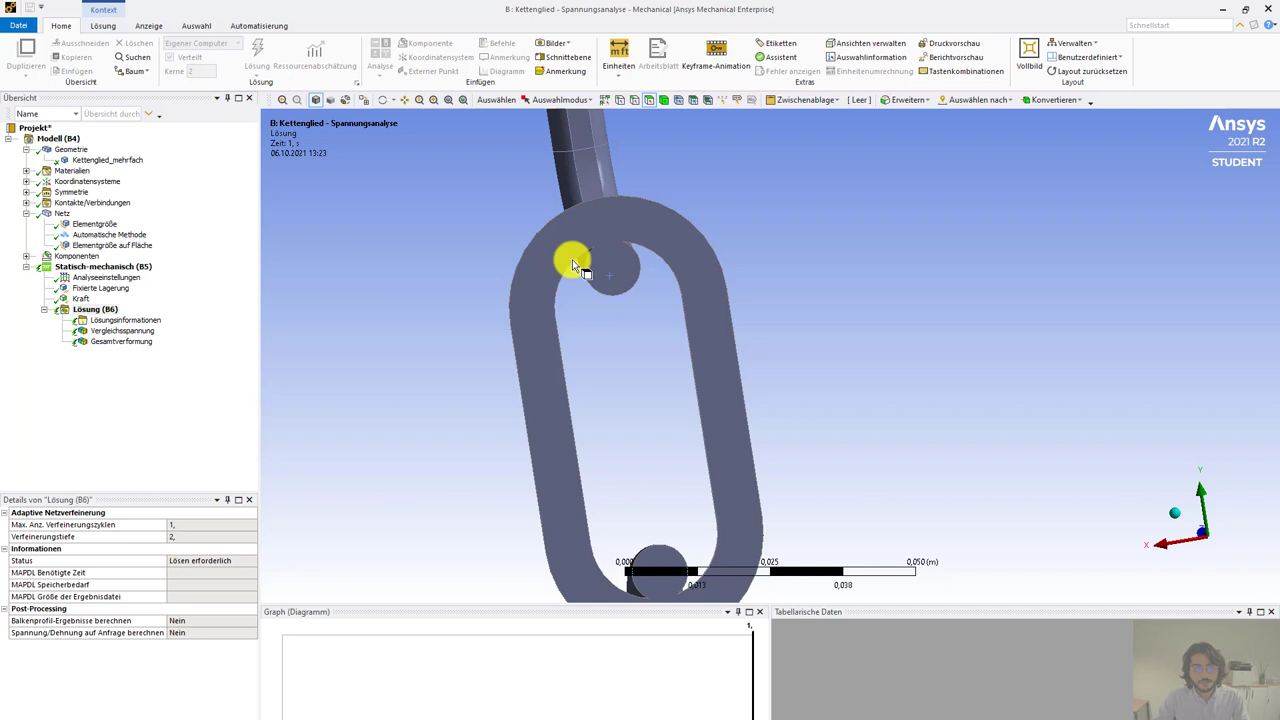 Kontext
B : Kettenglied - Spannungsanalyse - Mechanical [Ansys Mechanical Enterprise]
Datei Home Lösung Anzeige Auswahl Automatisierung Schnellstart
Duplizieren Ausschneiden Löschen
Kopieren Suchen
Einfügen Baum
Übersicht
Eigener Computer
Verteilt
Kerne 2
Lösung Ressourcenabschätzung
Lösung
Analyse Komponente Befehle Bilder
Koordinatensystem Anmerkung Schnittebene
Externer Punkt Diagramm Anmerkung
Einfügen
Einheiten Arbeitsblatt Keyframe-Animation
Etiketten Ansichten verwalten Druckvorschau
Assistent Auswahlinformation Berichtvorschau
Fehler anzeigen Einheitenumrechnung Tastenkombinationen
Extras
Vollbild Verwalten
Benutzerdefiniert
Layout zurücksetzen
Layout
Übersicht
Auswählen Auswahlmodus Zwischenablage [ Leer ] Erweitern Auswählen nach Konvertieren
Name Übersicht durch
Projekt*
Modell (B4)
Geometrie
Kettenglied_mehrfach
Materialien
Koordinatensysteme
Symmetrie
Kontakte/Verbindungen
Netz
Elementgröße
Automatische Methode
Elementgröße auf Fläche
Komponenten
Statisch-mechanisch (B5)
Analyseeinstellungen
Fixierte Lagerung
Kraft
Lösung (B6)
Lösungsinformationen
Vergleichsspannung
Gesamtverformung
B: Kettenglied - Spannungsanalyse
Lösung
Zeit: 1, s
06.10.2021 13:23
Ansys
2021 R2
STUDENT
Y
X
Z
0,000 0,025 0,050 (m)
0,013 0,038
Details von "Lösung (B6)"
Adaptive Netzverfeinerung
Max. Anz. Verfeinerungszyklen 1,
Verfeinerungstiefe 2,
Informationen
Status Lösen erforderlich
MAPDL Benötigte Zeit
MAPDL Speicherbedarf
MAPDL Größe der Ergebnisdatei
Post-Processing
Balkenprofil-Ergebnisse berechnen Nein
Spannung/Dehnung auf Anfrage berechnen Nein
Graph (Diagramm)
1,
Tabellarische Daten